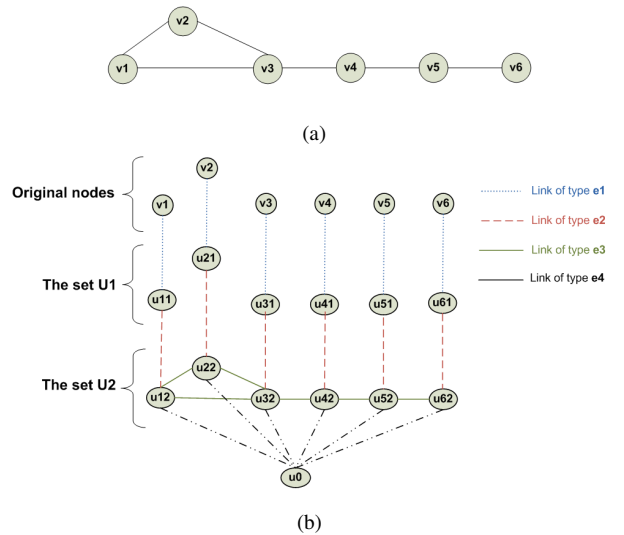 v2
v1 v3 v4 v5 v6
(a)
v2
Original nodes
v1 v3 v4 v5 v6
Link of type e1
Link of type e2
u21
Link of type e3
The set U1
Link of type e4
u11 u31 u41 u51 u61
u22
The set U2
u12 u32 u42 u52 u62
u0
(b)